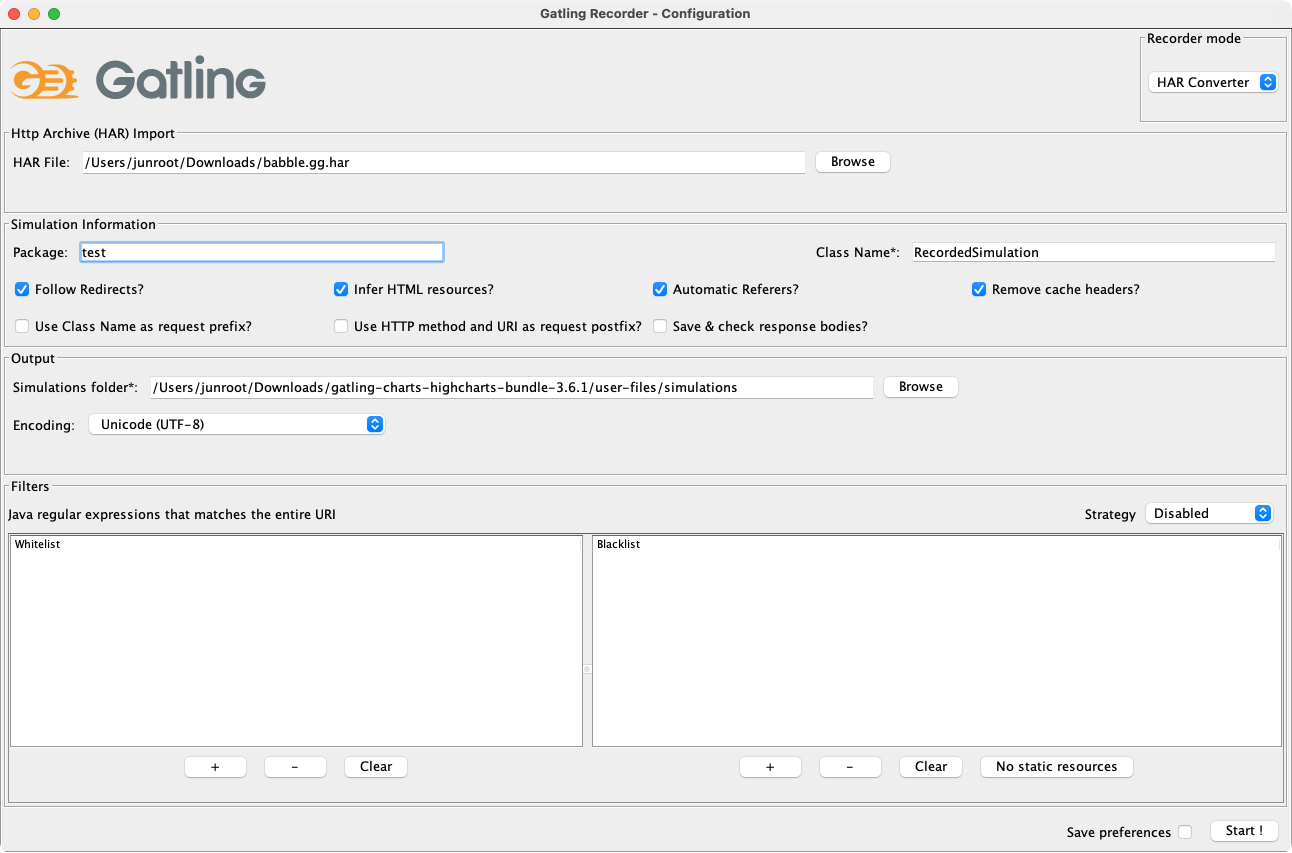 Gatling Recorder - Configuration
Gatling
Recorder mode
HAR Converter
Http Archive (HAR) Import
HAR File: /Users/junroot/Downloads/babble.gg.har Browse
Simulation Information
Package: test Class Name*: RecordedSimulation
Follow Redirects? Infer HTML resources? Automatic Referers? Remove cache headers?
Use Class Name as request prefix? Use HTTP method and URI as request postfix? Save & check response bodies?
Output
Simulations folder*: /Users/junroot/Downloads/gatling-charts-highcharts-bundle-3.6.1/user-files/simulations Browse
Encoding: Unicode (UTF-8)
Filters
Java regular expressions that matches the entire URI Strategy Disabled
Whitelist Blacklist
+ - Clear + - Clear No static resources
Save preferences Start !